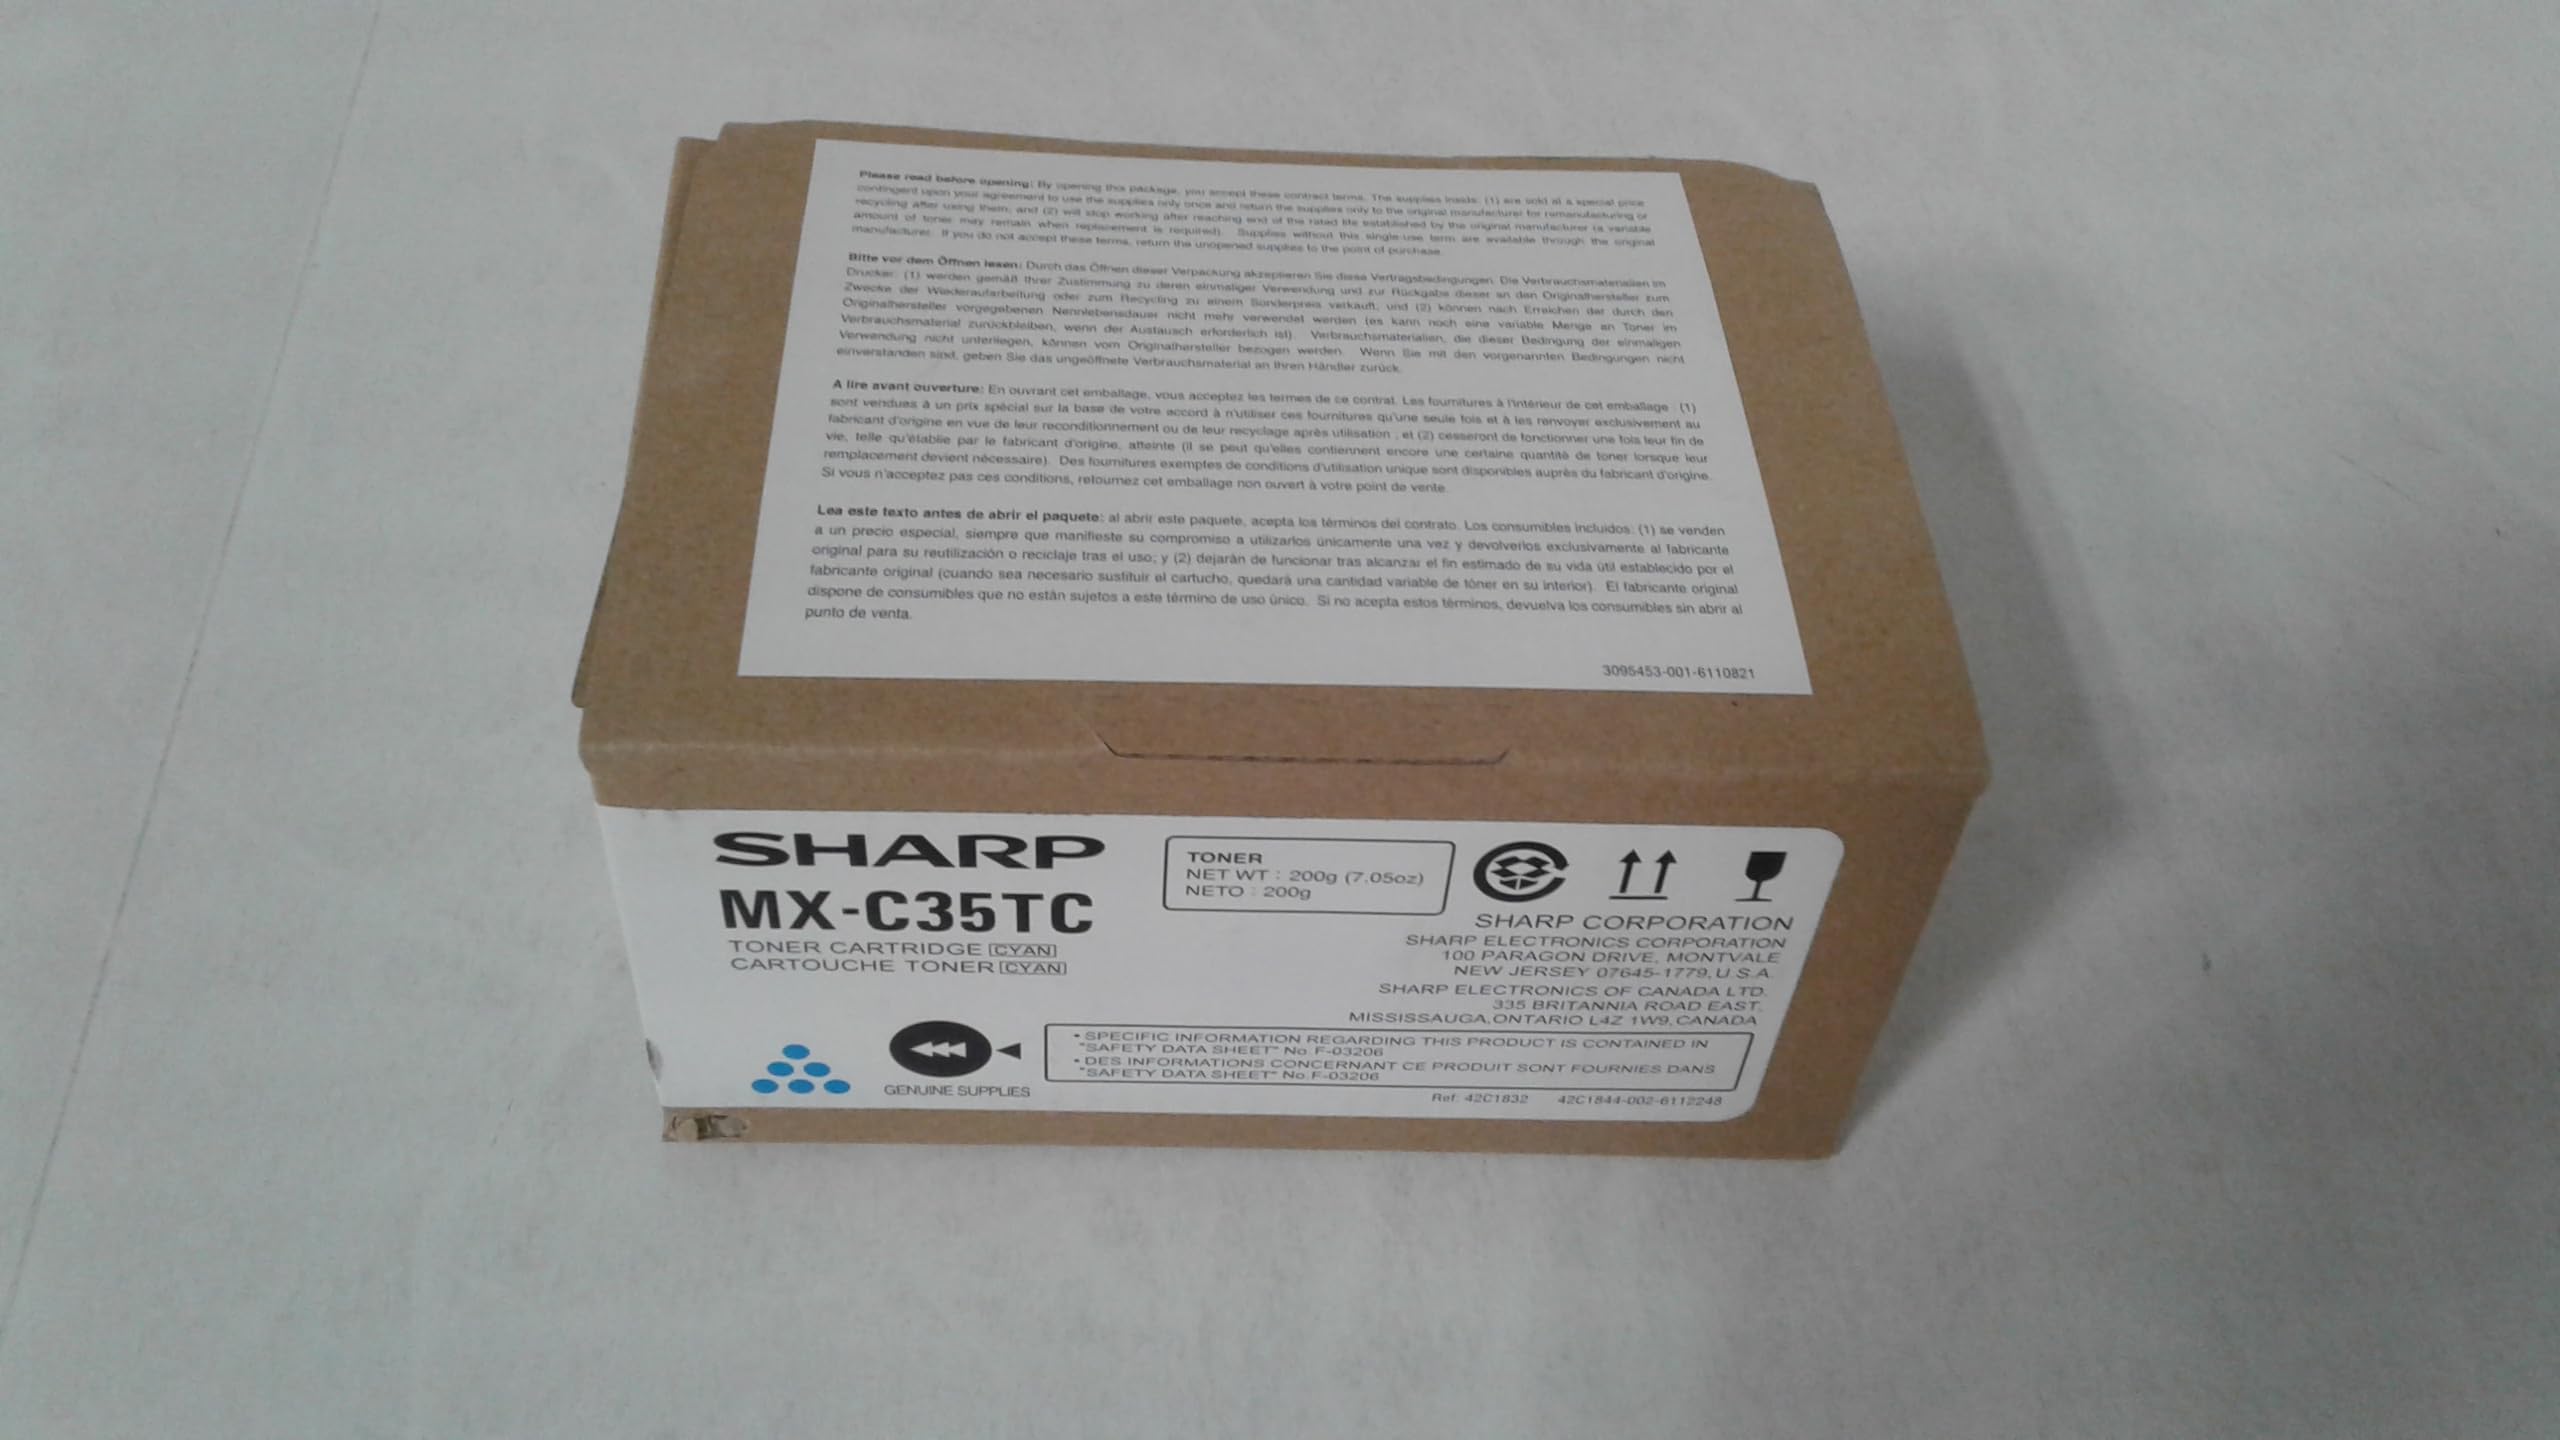 Please read before opening: By opening this package, you accept these contract terms. The supplies inside: (1) are sold at a special price
contingent upon your agreement to use the supplies only once and return the supplies only to the original manufacturer for remanufacturing or
recycling after using them; and (2) will stop working after reaching end of the rated life established by the original manufacturer (a variable
amount of toner may remain when replacement is required). Supplies without this single-use term are available through the original
manufacturer. If you do not accept these terms, return the unopened supplies to the point of purchase.
Bitte vor dem Öffnen lesen: Durch das Öffnen dieser Verpackung akzeptieren Sie diese Vertragsbedingungen. Die Verbrauchsmaterialien im
Drucker: (1) werden gemäß Ihrer Zustimmung zu deren einmaliger Verwendung und zur Rückgabe dieser an den Originalhersteller zum
Zwecke der Wiederaufarbeitung oder zum Recycling zu einem Sonderpreis verkauft; und (2) können nach Erreichen der durch den
Originalhersteller vorgegebenen Nennlebensdauer nicht mehr verwendet werden (es kann noch eine variable Menge an Toner im
Verbrauchsmaterial zurückbleiben, wenn der Austausch erforderlich ist). Verbrauchsmaterialien, die dieser Bedingung der einmaligen
Verwendung nicht unterliegen, können vom Originalhersteller bezogen werden. Wenn Sie mit den vorgenannten Bedingungen nicht
einverstanden sind, geben Sie das ungeöffnete Verbrauchsmaterial an Ihren Händler zurück.
A lire avant ouverture: En ouvrant cet emballage, vous acceptez les termes de ce contrat. Les fournitures à l'intérieur de cet emballage : (1)
sont vendues à un prix spécial sur la base de votre accord à n'utiliser ces fournitures qu'une seule fois et à les renvoyer exclusivement au
fabricant d'origine en vue de leur reconditionnement ou de leur recyclage après utilisation ; et (2) cesseront de fonctionner une fois leur fin de
vie, telle qu'établie par le fabricant d'origine, atteinte (il se peut qu'elles contiennent encore une certaine quantité de toner lorsque leur
remplacement devient nécessaire). Des fournitures exemptes de conditions d'utilisation unique sont disponibles auprès du fabricant d'origine.
Si vous n'acceptez pas ces conditions, retournez cet emballage non ouvert à votre point de vente.
Lea este texto antes de abrir el paquete: al abrir este paquete, acepta los términos del contrato. Los consumibles incluidos: (1) se venden
a un precio especial, siempre que manifieste su compromiso a utilizarlos únicamente una vez y devolverlos exclusivamente al fabricante
original para su reutilización o reciclaje tras el uso; y (2) dejarán de funcionar tras alcanzar el fin estimado de su vida útil establecido por el
fabricante original (cuando sea necesario sustituir el cartucho, quedará una cantidad variable de tóner en su interior). El fabricante original
dispone de consumibles que no están sujetos a este término de uso único. Si no acepta estos términos, devuelva los consumibles sin abrir al
punto de venta.
3095453-001-6110821
SHARP
MX-C35TC
TONER CARTRIDGE CYAN
CARTOUCHE TONER CYAN
TONER
NET WT : 200g (7.05oz)
NETO : 200g
SHARP CORPORATION
SHARP ELECTRONICS CORPORATION
100 PARAGON DRIVE, MONTVALE
NEW JERSEY 07645-1779, U.S.A.
SHARP ELECTRONICS OF CANADA LTD.
335 BRITANNIA ROAD EAST.
MISSISSAUGA, ONTARIO L4Z 1W9, CANADA
GENUINE SUPPLIES
• SPECIFIC INFORMATION REGARDING THIS PRODUCT IS CONTAINED IN
"SAFETY DATA SHEET" No.F-03206
• DES INFORMATIONS CONCERNANT CE PRODUIT SONT FOURNIES DANS
"SAFETY DATA SHEET" No.F-03206
Ref: 42C1832 42C1844-002-6112248